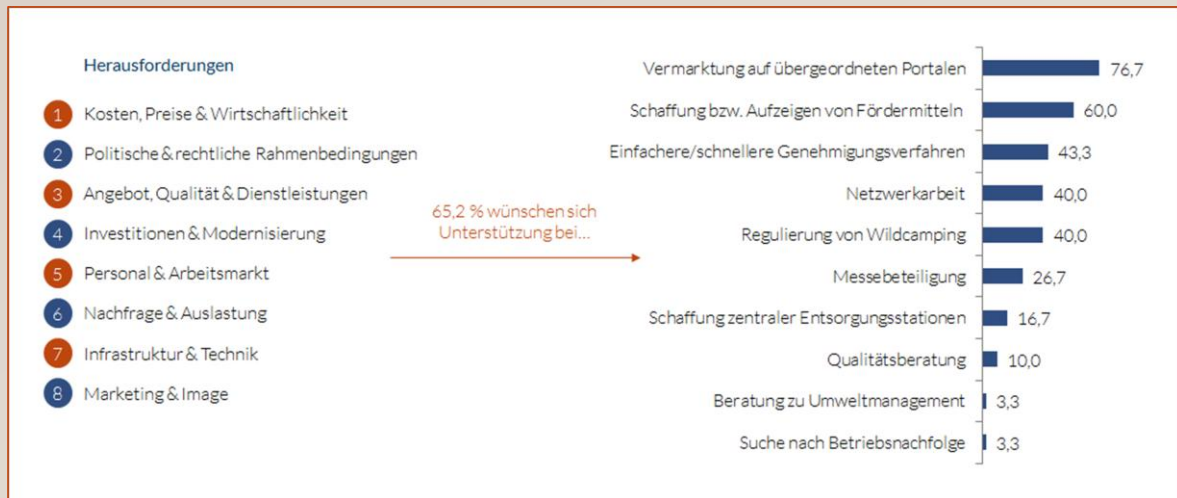 Herausforderungen
1 Kosten, Preise & Wirtschaftlichkeit
2 Politische & rechtliche Rahmenbedingungen
3 Angebot, Qualität & Dienstleistungen
4 Investitionen & Modernisierung
5 Personal & Arbeitsmarkt
6 Nachfrage & Auslastung
7 Infrastruktur & Technik
8 Marketing & Image
65,2 % wünschen sich
Unterstützung bei...
Vermarktung auf übergeordneten Portalen 76,7
Schaffung bzw. Aufzeigen von Fördermitteln 60,0
Einfachere/schnellere Genehmigungsverfahren 43,3
Netzwerkarbeit 40,0
Regulierung von Wildcamping 40,0
Messebeteiligung 26,7
Schaffung zentraler Entsorgungsstationen 16,7
Qualitätsberatung 10,0
Beratung zu Umweltmanagement 3,3
Suche nach Betriebsnachfolge 3,3